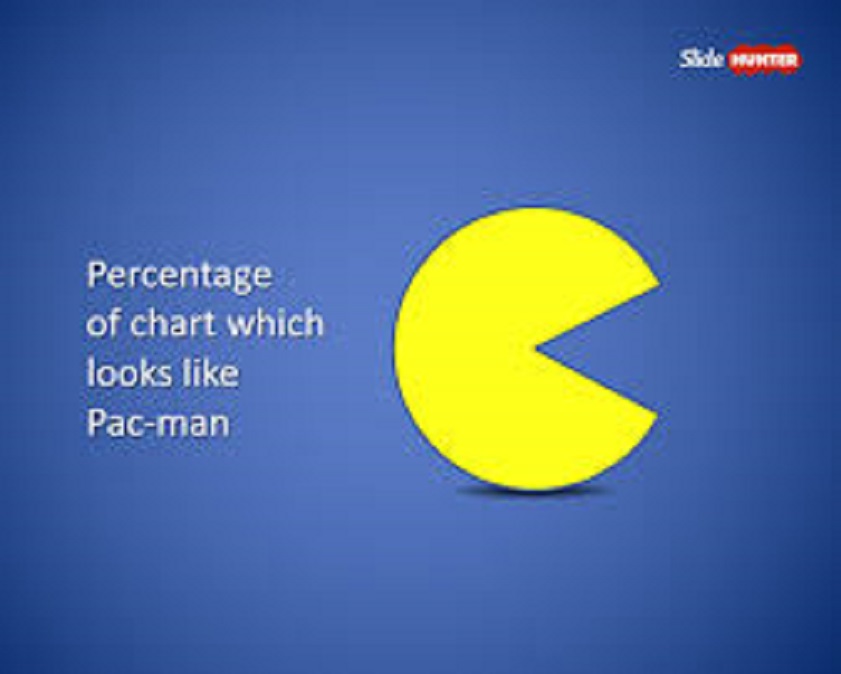 Slide HUNTER
Percentage
of chart which
looks like
Pac-man